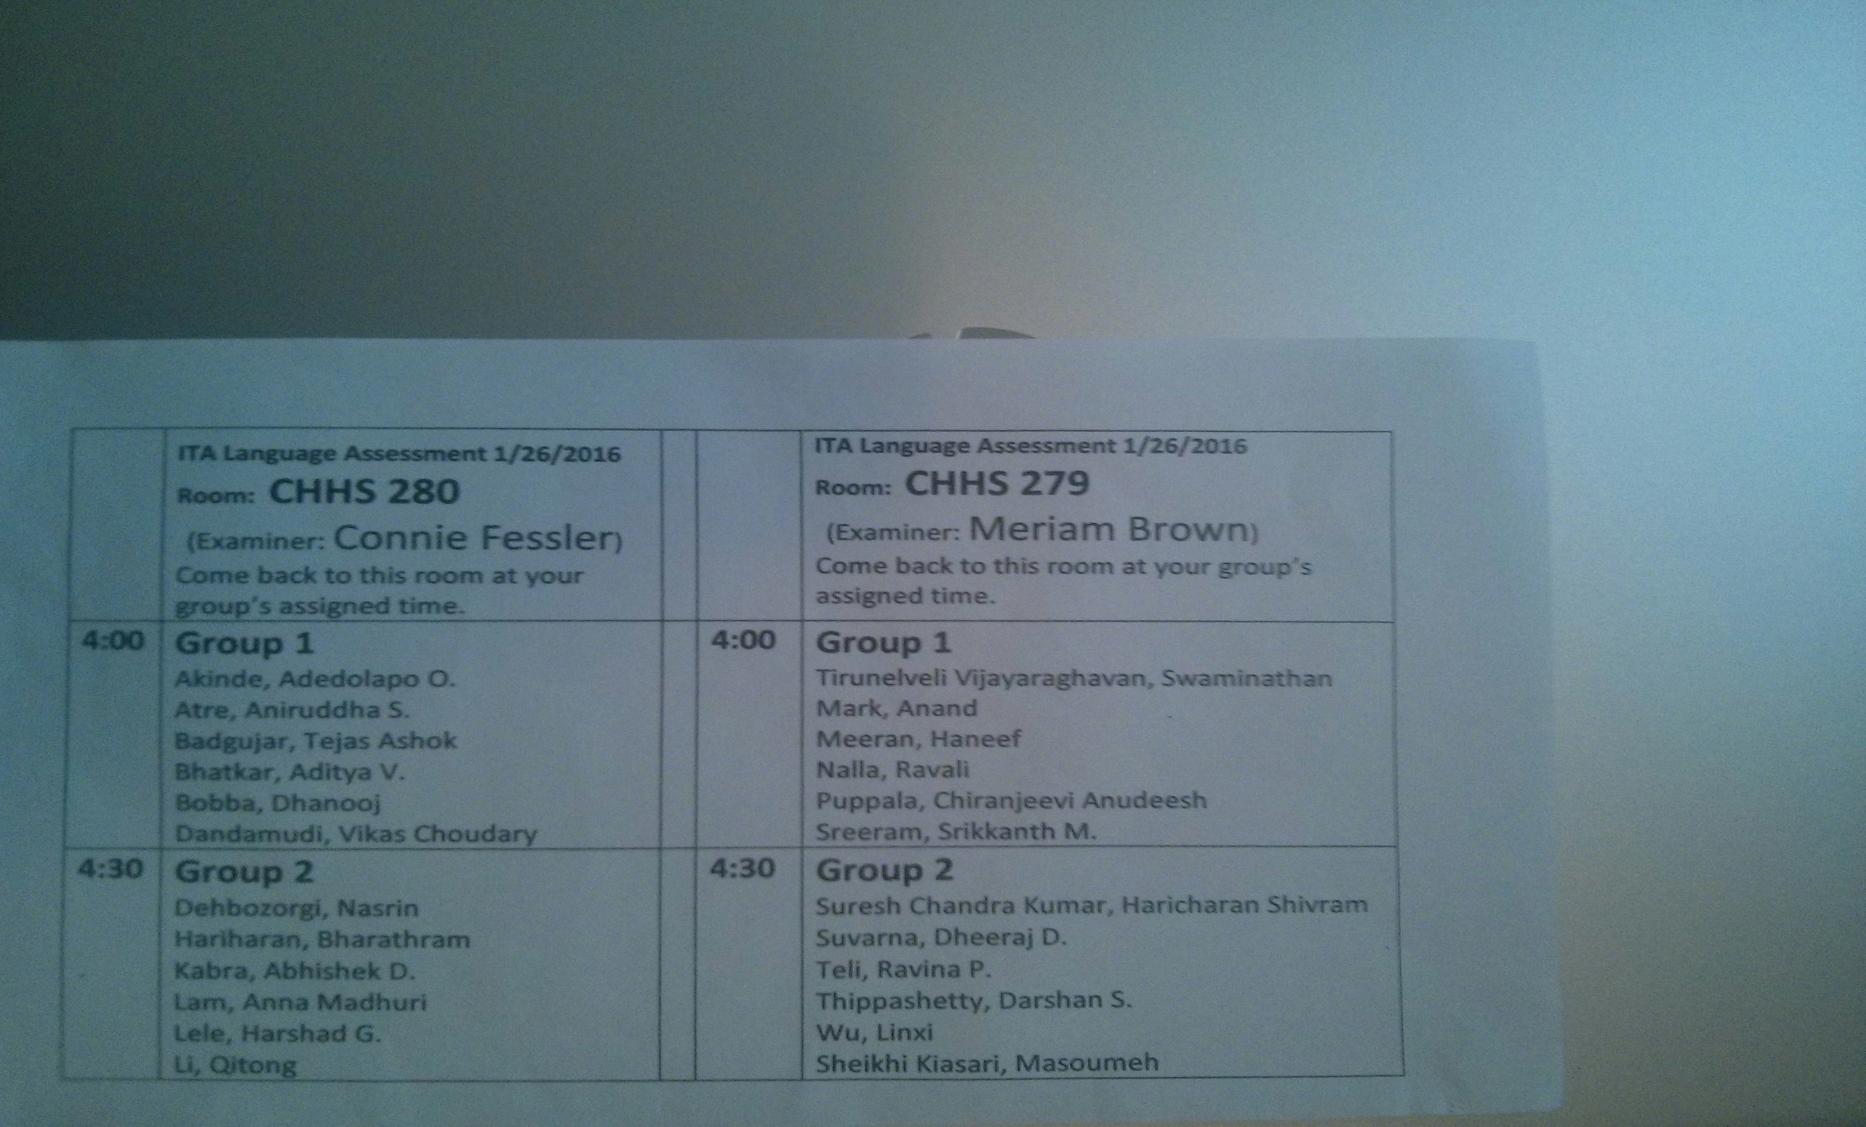 ITA Language Assessment 1/26/2016
Room: CHHS 280
(Examiner: Connie Fessler)
Come back to this room at your
group's assigned time.
4:00 Group 1
Akinde, Adedolapo O.
Atre, Aniruddha S.
Badgujar, Tejas Ashok
Bhatkar, Aditya V.
Bobba, Dhanooj
Dandamudi, Vikas Choudary
4:30 Group 2
Dehbozorgi, Nasrin
Hariharan, Bharathram
Kabra, Abhishek D.
Lam, Anna Madhuri
Lele, Harshad G.
Li, Qitong
ITA Language Assessment 1/26/2016
Room: CHHS 279
(Examiner: Meriam Brown)
Come back to this room at your group's
assigned time.
4:00 Group 1
Tirunelveli Vijayaraghavan, Swaminathan
Mark, Anand
Meeran, Haneef
Nalla, Ravali
Puppala, Chiranjeevi Anudeesh
Sreeram, Srikkanth M.
4:30 Group 2
Suresh Chandra Kumar, Haricharan Shivram
Suvarna, Dheeraj D.
Teli, Ravina P.
Thippashetty, Darshan S.
Wu, Linxi
Sheikhi Kiasari, Masoumeh